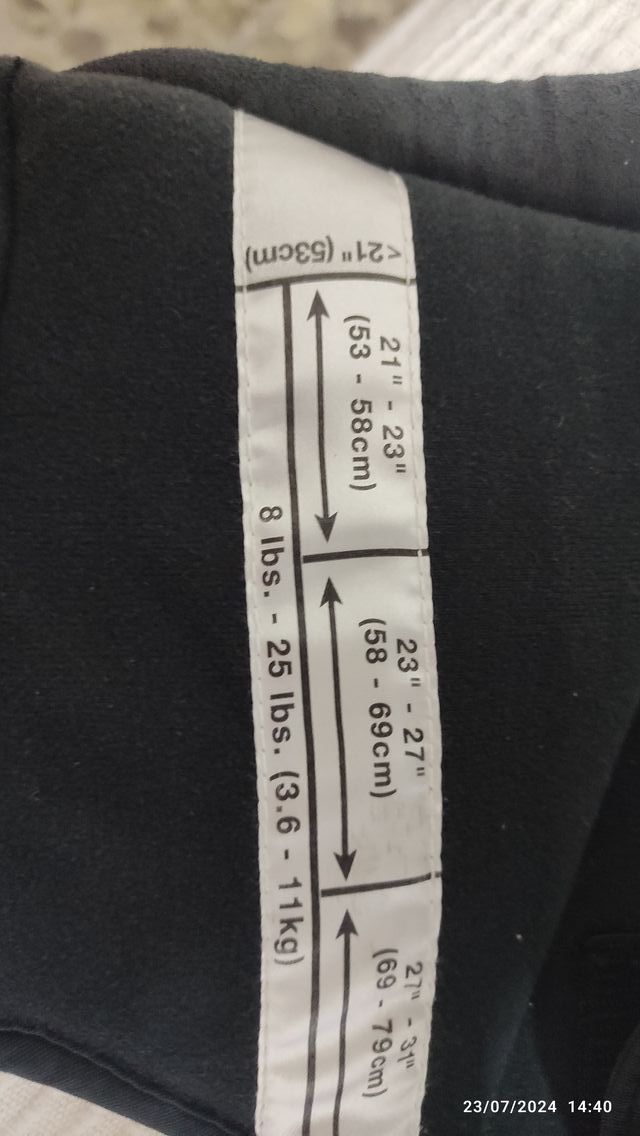 < 21" (53cm)
21" - 23"
(53 - 58cm)
23" - 27"
(58 - 69cm)
27" - 31"
(69 - 79cm)
8 lbs. - 25 lbs. (3.6 - 11kg)
23/07/2024 14:40